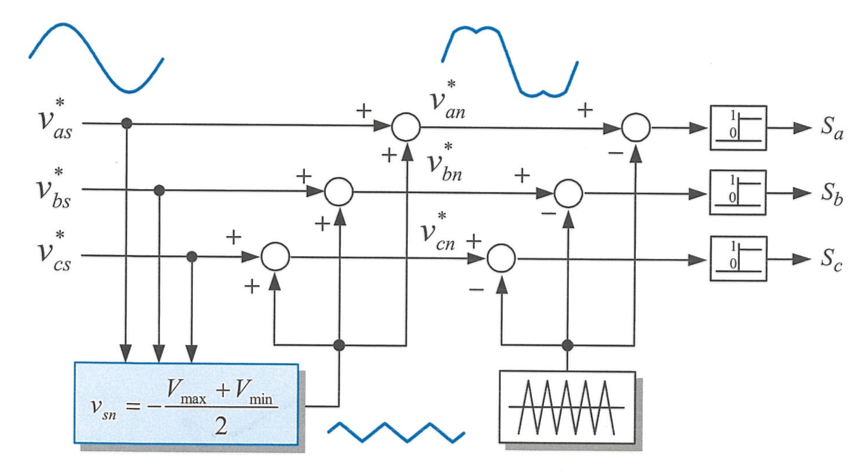 v*as + + v*an + − 1 0 Sa
v*bs + + v*bn + − 1 0 Sb
v*cs + + v*cn + − 1 0 Sc
vsn = − (Vmax + Vmin) / 2